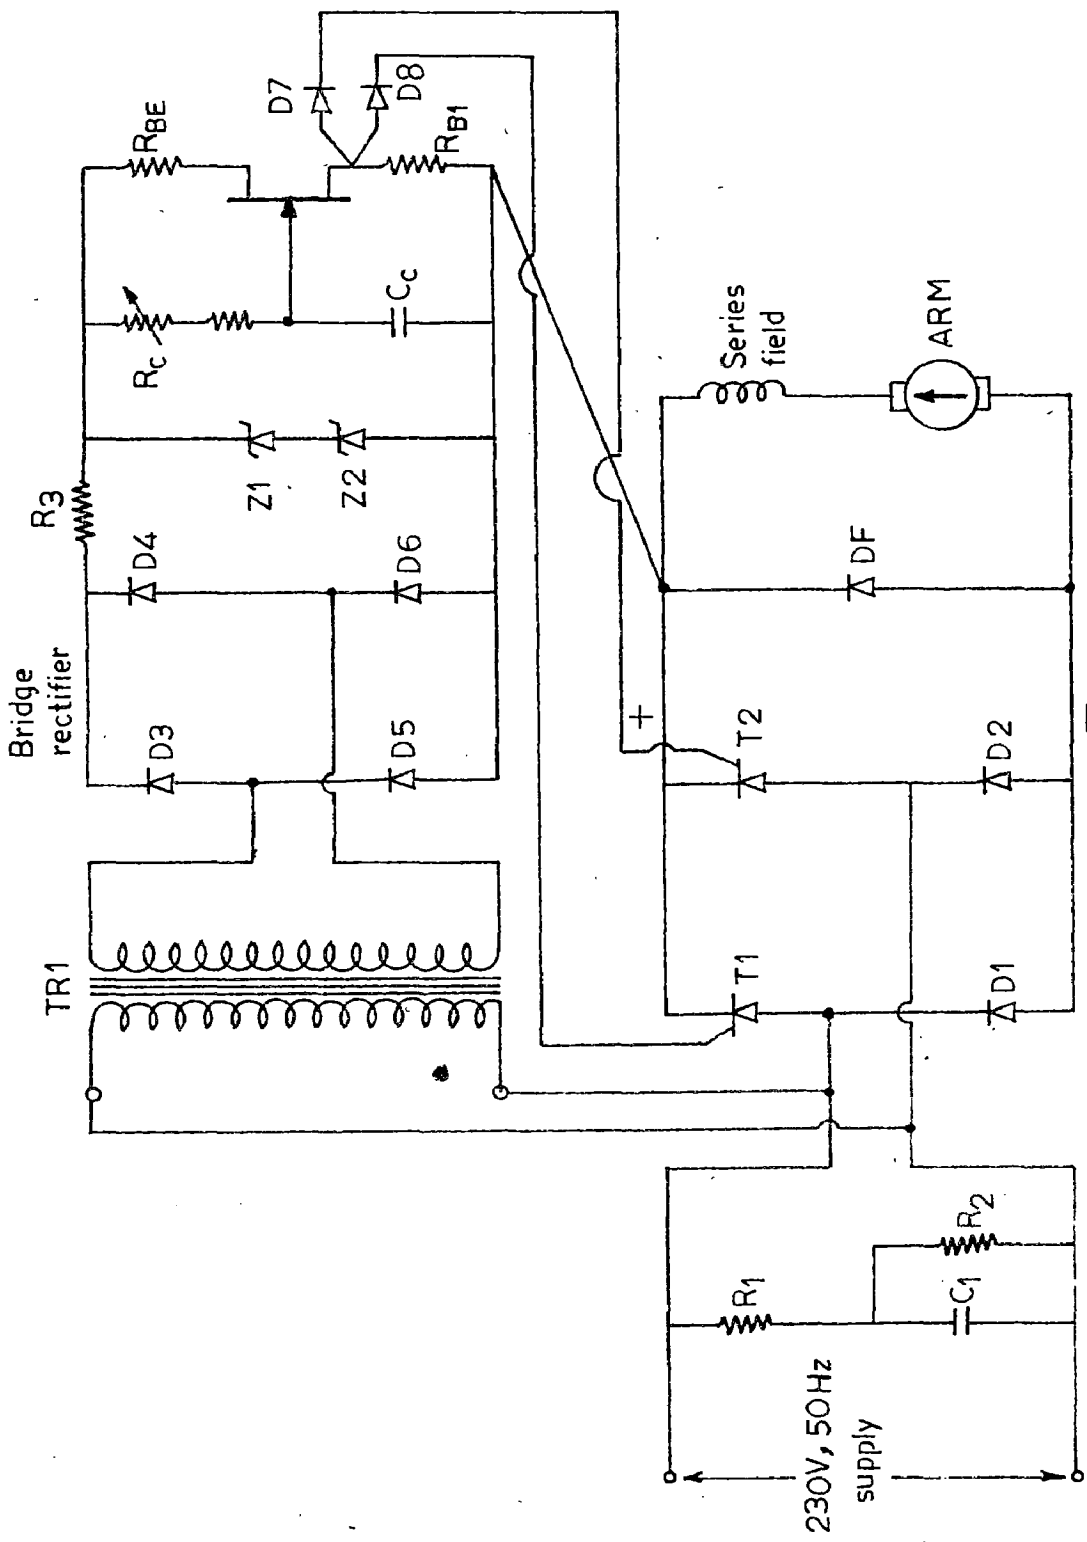 TR1
Bridge
rectifier
D3
D4
D5
D6
R3
Z1
Z2
RC
CC
RBE
RB1
D7
D8
230V, 50Hz
supply
R1
C1
R2
+
T1
T2
D1
D2
DF
Series
field
ARM
–